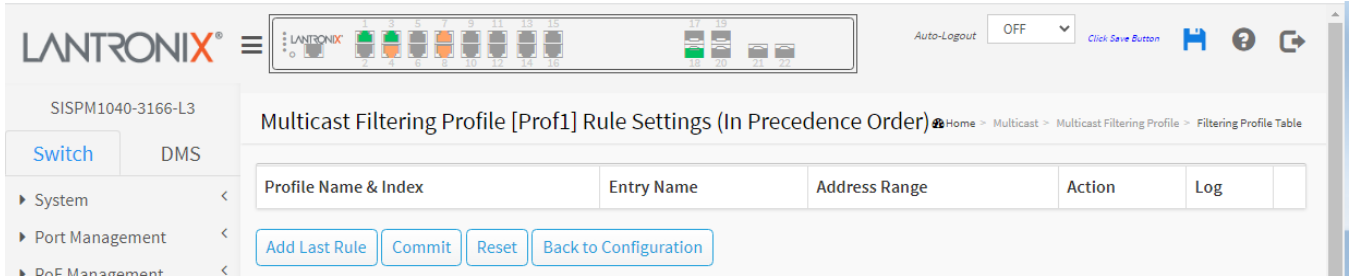 1 3 5 7 9 11 13 15 17 19
LANTRONIX® LANTRONIX Auto-Logout OFF Click Save Button
2 4 6 8 10 12 14 16 18 20 21 22
SISPM1040-3166-L3
Multicast Filtering Profile [Prof1] Rule Settings (In Precedence Order) Home > Multicast > Multicast Filtering Profile > Filtering Profile Table
Switch DMS
Profile Name & Index Entry Name Address Range Action Log
System
Port Management
Add Last Rule Commit Reset Back to Configuration
PoE Management